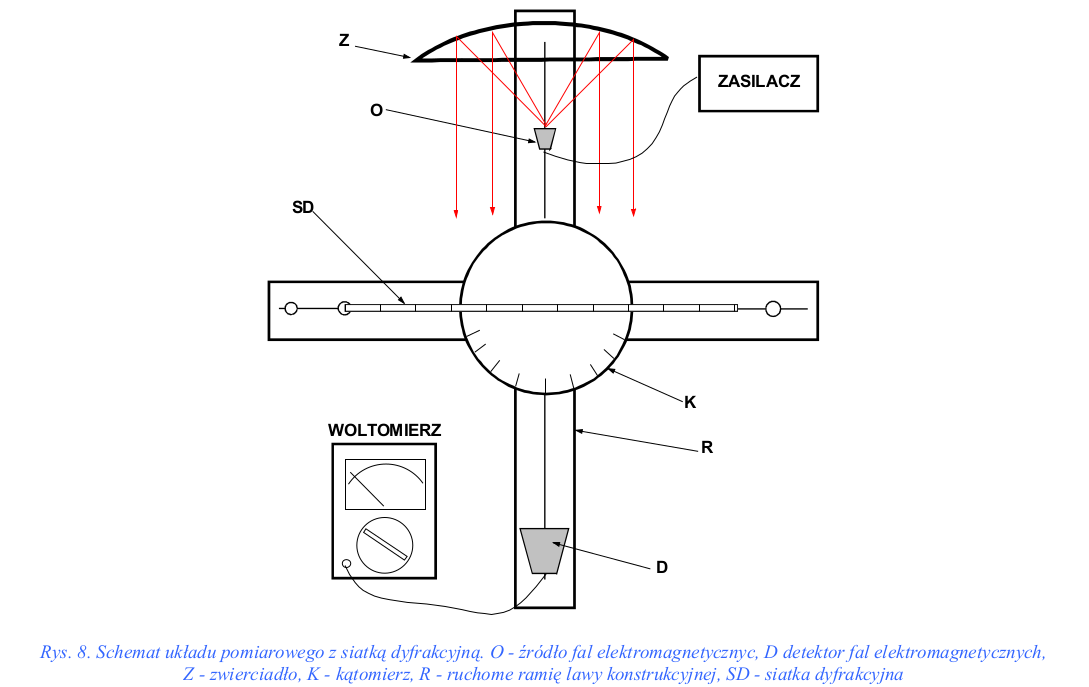 Z
ZASILACZ
O
SD
K
WOLTOMIERZ
R
D
Rys. 8. Schemat układu pomiarowego z siatką dyfrakcyjną. O - źródło fal elektromagnetycznyc, D detektor fal elektromagnetycznych,
Z - zwierciadło, K - kątomierz, R - ruchome ramię lawy konstrukcyjnej, SD - siatka dyfrakcyjna